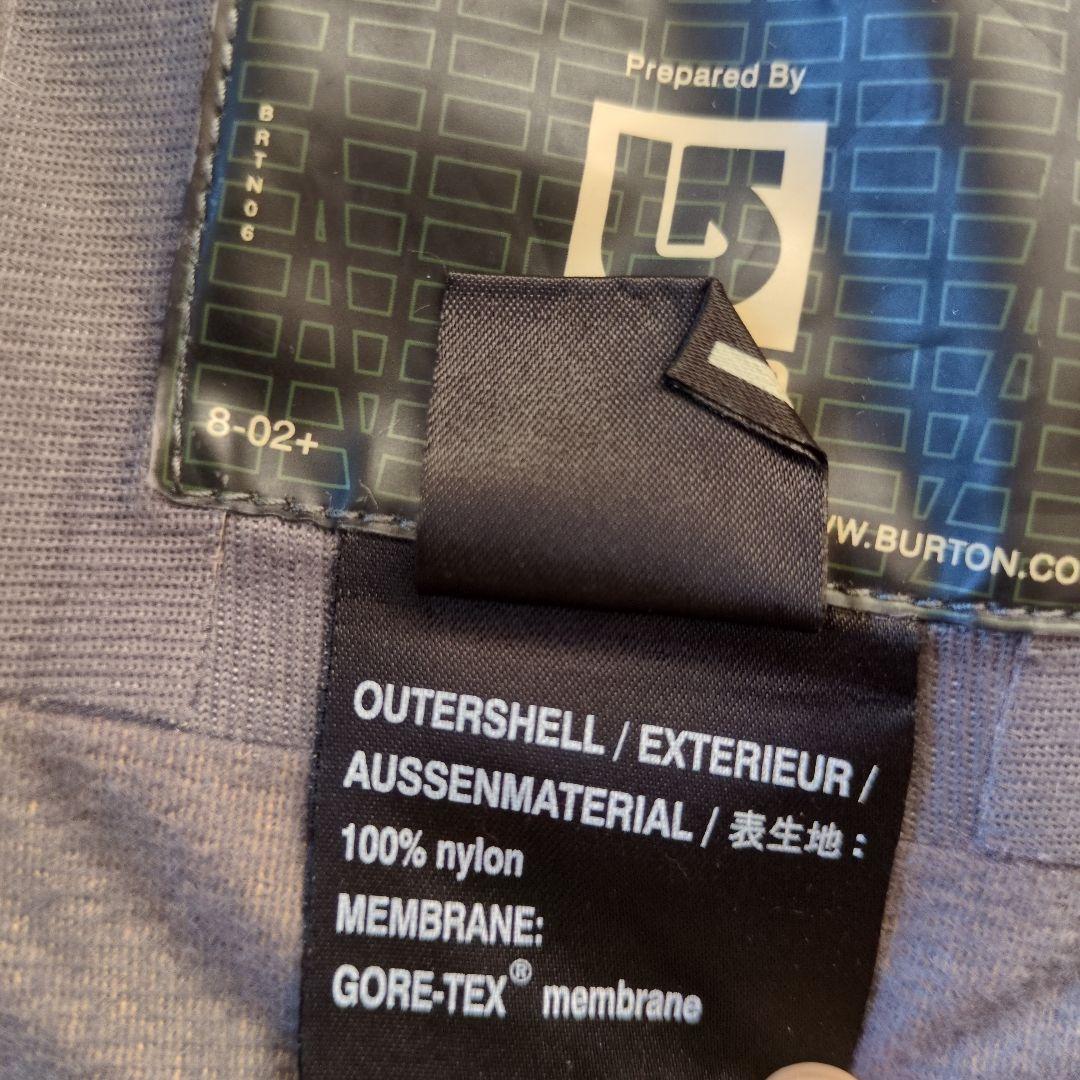 Prepared By
BRTN06
8-02+
WW.BURTON.CO
OUTERSHELL / EXTERIEUR /
AUSSENMATERIAL / 表生地：
100% nylon
MEMBRANE:
GORE-TEX® membrane